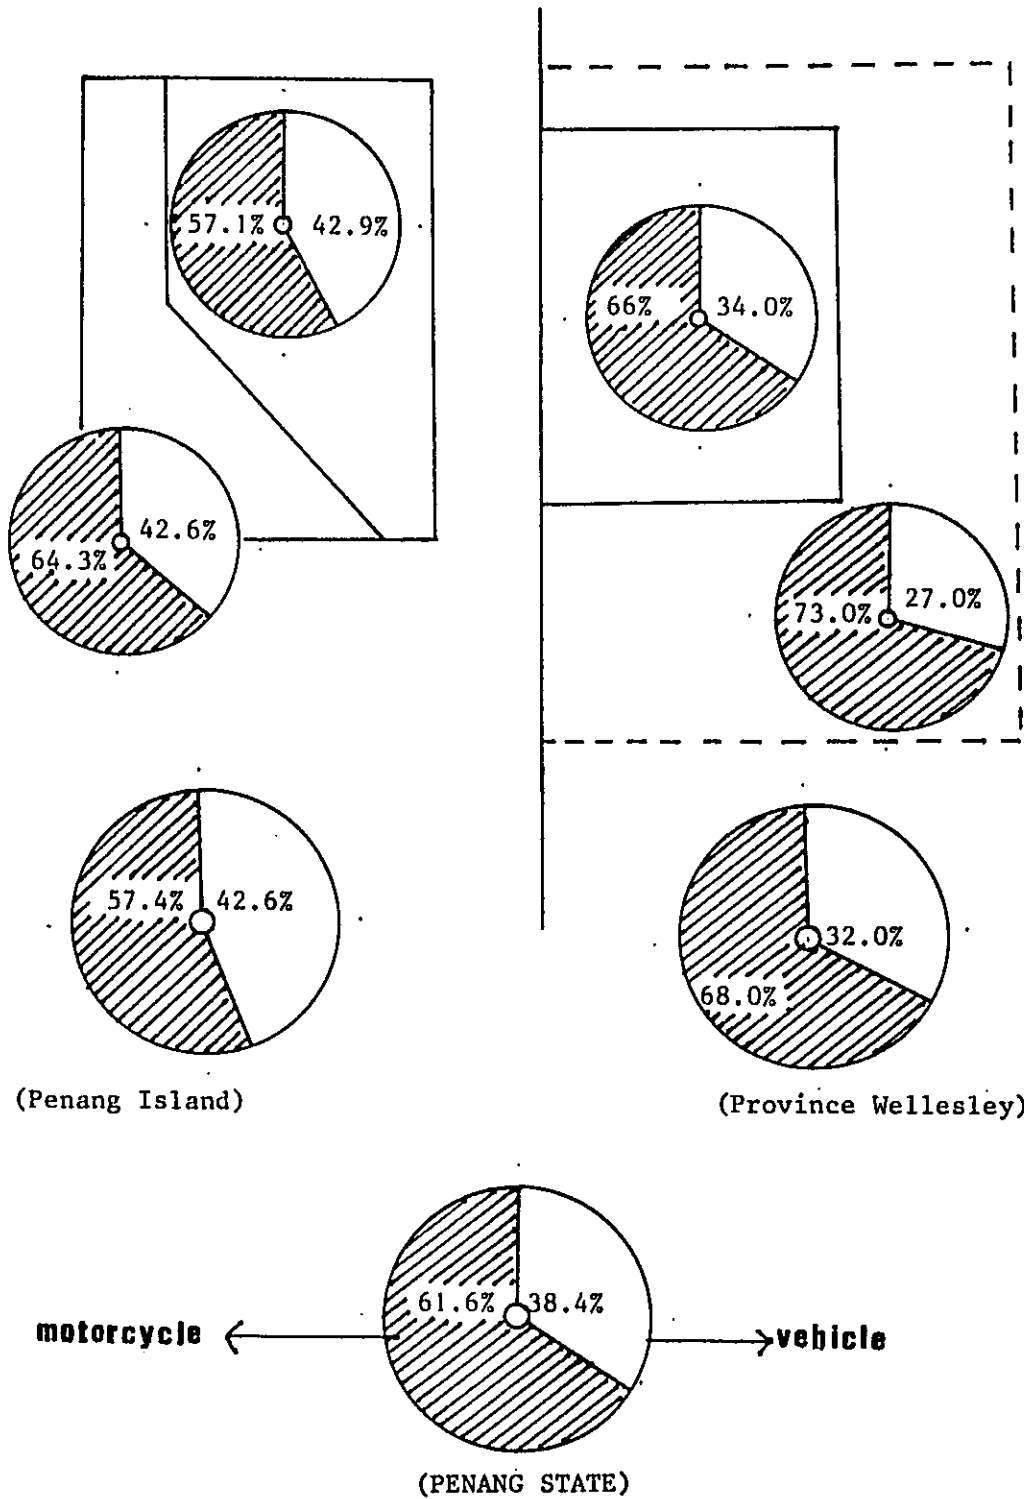 57.1% 42.9%
66% 34.0%
42.6%
64.3%
27.0%
73.0%
57.4% 42.6%
32.0%
68.0%
(Penang Island)
(Province Wellesley)
61.6% 38.4%
motorcycle vehicle
(PENANG STATE)